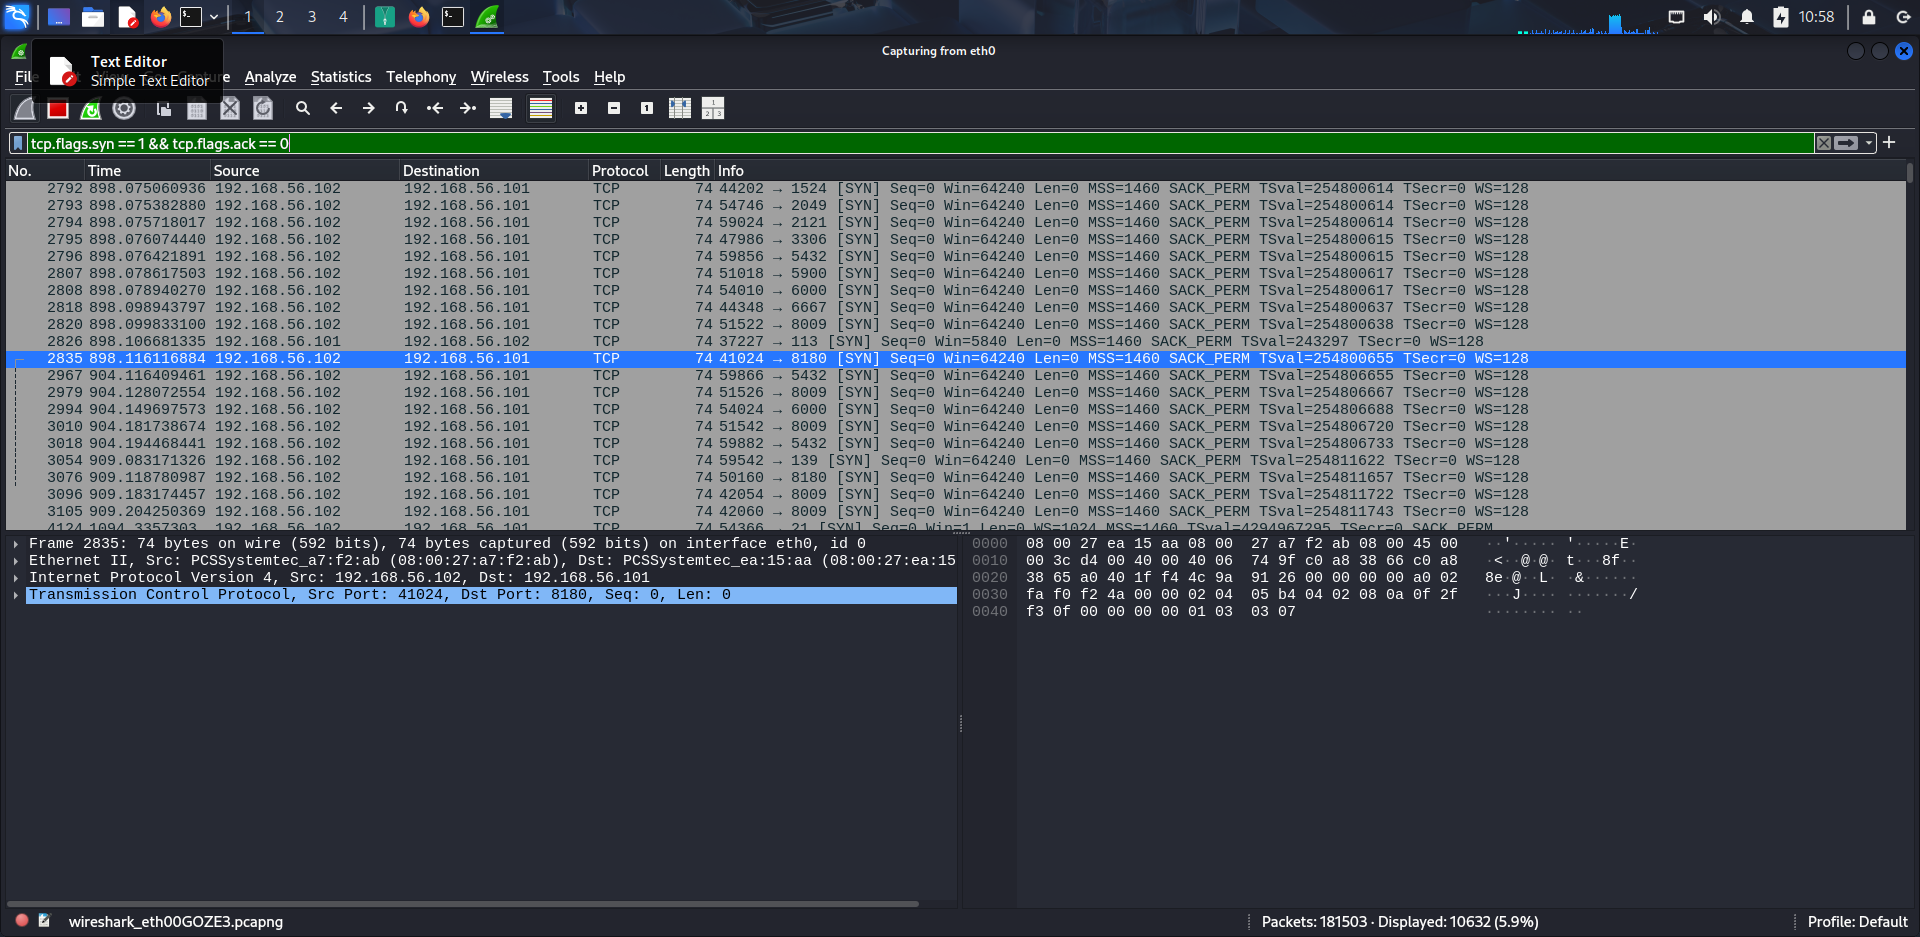 1 2 3 4 10:58
Capturing from eth0
Text Editor
Simple Text Editor
File Capture Analyze Statistics Telephony Wireless Tools Help
tcp.flags.syn == 1 && tcp.flags.ack == 0
No. Time Source Destination Protocol Length Info
2792 898.075060936 192.168.56.102 192.168.56.101 TCP 74 44202 → 1524 [SYN] Seq=0 Win=64240 Len=0 MSS=1460 SACK_PERM TSval=254800614 TSecr=0 WS=128
2793 898.075382880 192.168.56.102 192.168.56.101 TCP 74 54746 → 2049 [SYN] Seq=0 Win=64240 Len=0 MSS=1460 SACK_PERM TSval=254800614 TSecr=0 WS=128
2794 898.075718017 192.168.56.102 192.168.56.101 TCP 74 59024 → 2121 [SYN] Seq=0 Win=64240 Len=0 MSS=1460 SACK_PERM TSval=254800614 TSecr=0 WS=128
2795 898.076074440 192.168.56.102 192.168.56.101 TCP 74 47986 → 3306 [SYN] Seq=0 Win=64240 Len=0 MSS=1460 SACK_PERM TSval=254800615 TSecr=0 WS=128
2796 898.076421891 192.168.56.102 192.168.56.101 TCP 74 59856 → 5432 [SYN] Seq=0 Win=64240 Len=0 MSS=1460 SACK_PERM TSval=254800615 TSecr=0 WS=128
2807 898.078617503 192.168.56.102 192.168.56.101 TCP 74 51018 → 5900 [SYN] Seq=0 Win=64240 Len=0 MSS=1460 SACK_PERM TSval=254800617 TSecr=0 WS=128
2808 898.078940270 192.168.56.102 192.168.56.101 TCP 74 54010 → 6000 [SYN] Seq=0 Win=64240 Len=0 MSS=1460 SACK_PERM TSval=254800617 TSecr=0 WS=128
2818 898.098943797 192.168.56.102 192.168.56.101 TCP 74 44348 → 6667 [SYN] Seq=0 Win=64240 Len=0 MSS=1460 SACK_PERM TSval=254800637 TSecr=0 WS=128
2820 898.099833100 192.168.56.102 192.168.56.101 TCP 74 51522 → 8009 [SYN] Seq=0 Win=64240 Len=0 MSS=1460 SACK_PERM TSval=254800638 TSecr=0 WS=128
2826 898.106681335 192.168.56.101 192.168.56.102 TCP 74 37227 → 113 [SYN] Seq=0 Win=5840 Len=0 MSS=1460 SACK_PERM TSval=243297 TSecr=0 WS=128
2835 898.116116884 192.168.56.102 192.168.56.101 TCP 74 41024 → 8180 [SYN] Seq=0 Win=64240 Len=0 MSS=1460 SACK_PERM TSval=254800655 TSecr=0 WS=128
2967 904.116409461 192.168.56.102 192.168.56.101 TCP 74 59866 → 5432 [SYN] Seq=0 Win=64240 Len=0 MSS=1460 SACK_PERM TSval=254806655 TSecr=0 WS=128
2979 904.128072554 192.168.56.102 192.168.56.101 TCP 74 51526 → 8009 [SYN] Seq=0 Win=64240 Len=0 MSS=1460 SACK_PERM TSval=254806667 TSecr=0 WS=128
2994 904.149697573 192.168.56.102 192.168.56.101 TCP 74 54024 → 6000 [SYN] Seq=0 Win=64240 Len=0 MSS=1460 SACK_PERM TSval=254806688 TSecr=0 WS=128
3010 904.181738674 192.168.56.102 192.168.56.101 TCP 74 51542 → 8009 [SYN] Seq=0 Win=64240 Len=0 MSS=1460 SACK_PERM TSval=254806720 TSecr=0 WS=128
3018 904.194468441 192.168.56.102 192.168.56.101 TCP 74 59882 → 5432 [SYN] Seq=0 Win=64240 Len=0 MSS=1460 SACK_PERM TSval=254806733 TSecr=0 WS=128
3054 909.083171326 192.168.56.102 192.168.56.101 TCP 74 59542 → 139 [SYN] Seq=0 Win=64240 Len=0 MSS=1460 SACK_PERM TSval=254811622 TSecr=0 WS=128
3076 909.118780987 192.168.56.102 192.168.56.101 TCP 74 50160 → 8180 [SYN] Seq=0 Win=64240 Len=0 MSS=1460 SACK_PERM TSval=254811657 TSecr=0 WS=128
3096 909.183174457 192.168.56.102 192.168.56.101 TCP 74 42054 → 8009 [SYN] Seq=0 Win=64240 Len=0 MSS=1460 SACK_PERM TSval=254811722 TSecr=0 WS=128
3105 909.204250369 192.168.56.102 192.168.56.101 TCP 74 42060 → 8009 [SYN] Seq=0 Win=64240 Len=0 MSS=1460 SACK_PERM TSval=254811743 TSecr=0 WS=128
4124 1094.3357303… 192.168.56.102 192.168.56.101 TCP 74 54366 → 21 [SYN] Seq=0 Win=1 Len=0 WS=1024 MSS=1460 TSval=4294967295 TSecr=0 SACK_PERM
Frame 2835: 74 bytes on wire (592 bits), 74 bytes captured (592 bits) on interface eth0, id 0
Ethernet II, Src: PCSSystemtec_a7:f2:ab (08:00:27:a7:f2:ab), Dst: PCSSystemtec_ea:15:aa (08:00:27:ea:15
Internet Protocol Version 4, Src: 192.168.56.102, Dst: 192.168.56.101
Transmission Control Protocol, Src Port: 41024, Dst Port: 8180, Seq: 0, Len: 0
0000 08 00 27 ea 15 aa 08 00 27 a7 f2 ab 08 00 45 00 ··'····· '·····E·
0010 00 3c d4 00 40 00 40 06 74 9f c0 a8 38 66 c0 a8 ·<··@·@· t···8f··
0020 38 65 a0 40 1f f4 4c 9a 91 26 00 00 00 00 a0 02 8e·@··L· ·&······
0030 fa f0 f2 4a 00 00 02 04 05 b4 04 02 08 0a 0f 2f ···J···· ·······/
0040 f3 0f 00 00 00 00 01 03 03 07 ········ ··
wireshark_eth00GOZE3.pcapng Packets: 181503 · Displayed: 10632 (5.9%) Profile: Default